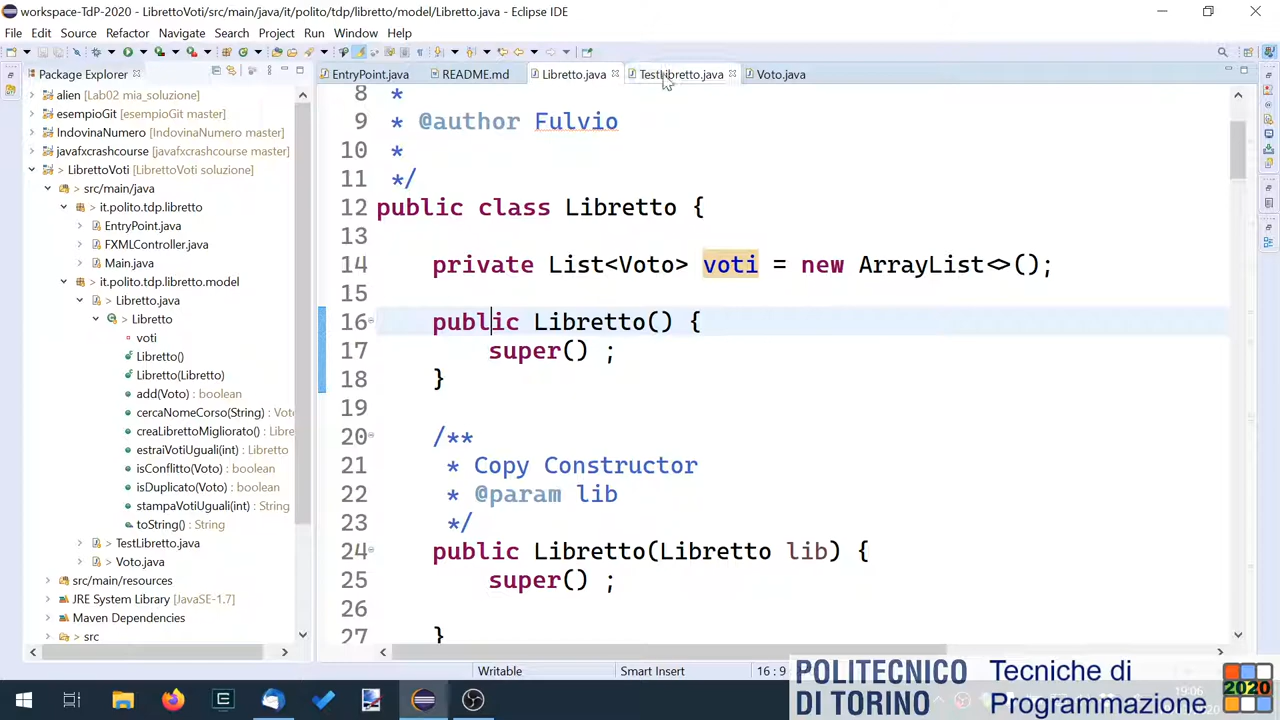 workspace-TdP-2020 - LibrettoVoti/src/main/java/it/polito/tdp/libretto/model/Libretto.java - Eclipse IDE
File Edit Source Refactor Navigate Search Project Run Window Help
Package Explorer
EntryPoint.java README.md Libretto.java TestLibretto.java Voto.java
alien [Lab02 mia_soluzione]
esempioGit [esempioGit master]
IndovinaNumero [IndovinaNumero master]
javafxcrashcourse [javafxcrashcourse master]
> LibrettoVoti [LibrettoVoti soluzione]
> src/main/java
> it.polito.tdp.libretto
> EntryPoint.java
> FXMLController.java
> Main.java
> it.polito.tdp.libretto.model
> Libretto.java
> Libretto
voti
Libretto()
Libretto(Libretto)
add(Voto) : boolean
cercaNomeCorso(String) : Voto
creaLibrettoMigliorato() : Libre
estraiVotiUguali(int) : Libretto
isConflitto(Voto) : boolean
isDuplicato(Voto) : boolean
stampaVotiUguali(int) : String
toString() : String
> TestLibretto.java
> Voto.java
> src/main/resources
JRE System Library [JavaSE-1.7]
Maven Dependencies
> src
8 *
9 * @author Fulvio
10 *
11 */
12 public class Libretto {
13
14 private List<Voto> voti = new ArrayList<>();
15
16 public Libretto() {
17 super() ;
18 }
19
20 /**
21 * Copy Constructor
22 * @param lib
23 */
24 public Libretto(Libretto lib) {
25 super() ;
26
27 }
Writable Smart Insert 16 : 9
POLITECNICO
DI TORINO
Tecniche di
Programmazione
2020
19:06